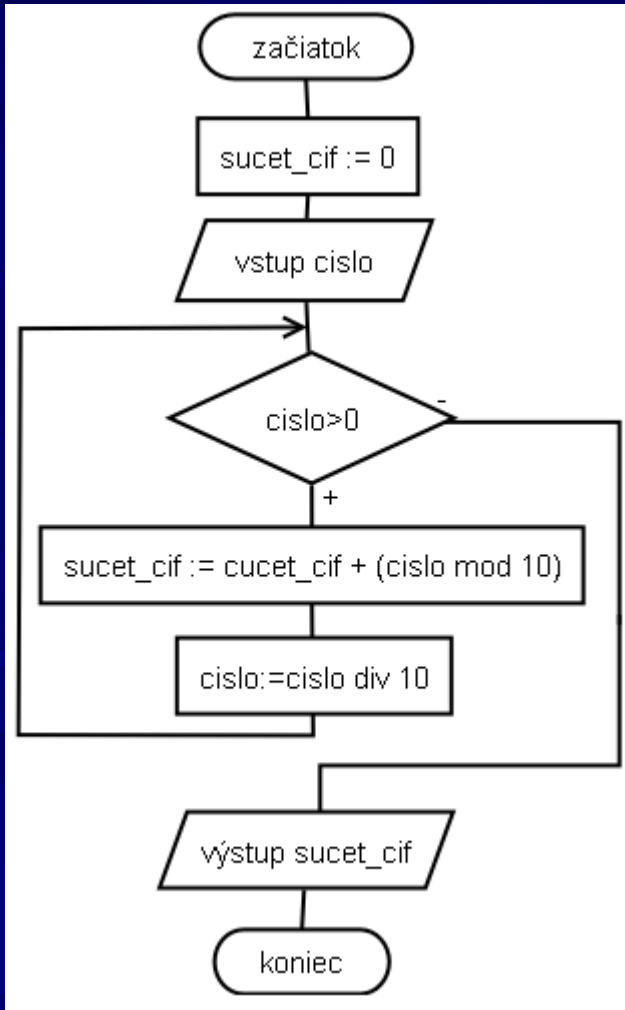 začiatok
sucet_cif := 0
vstup cislo
cislo>0
-
+
sucet_cif := cucet_cif + (cislo mod 10)
cislo:=cislo div 10
výstup sucet_cif
koniec